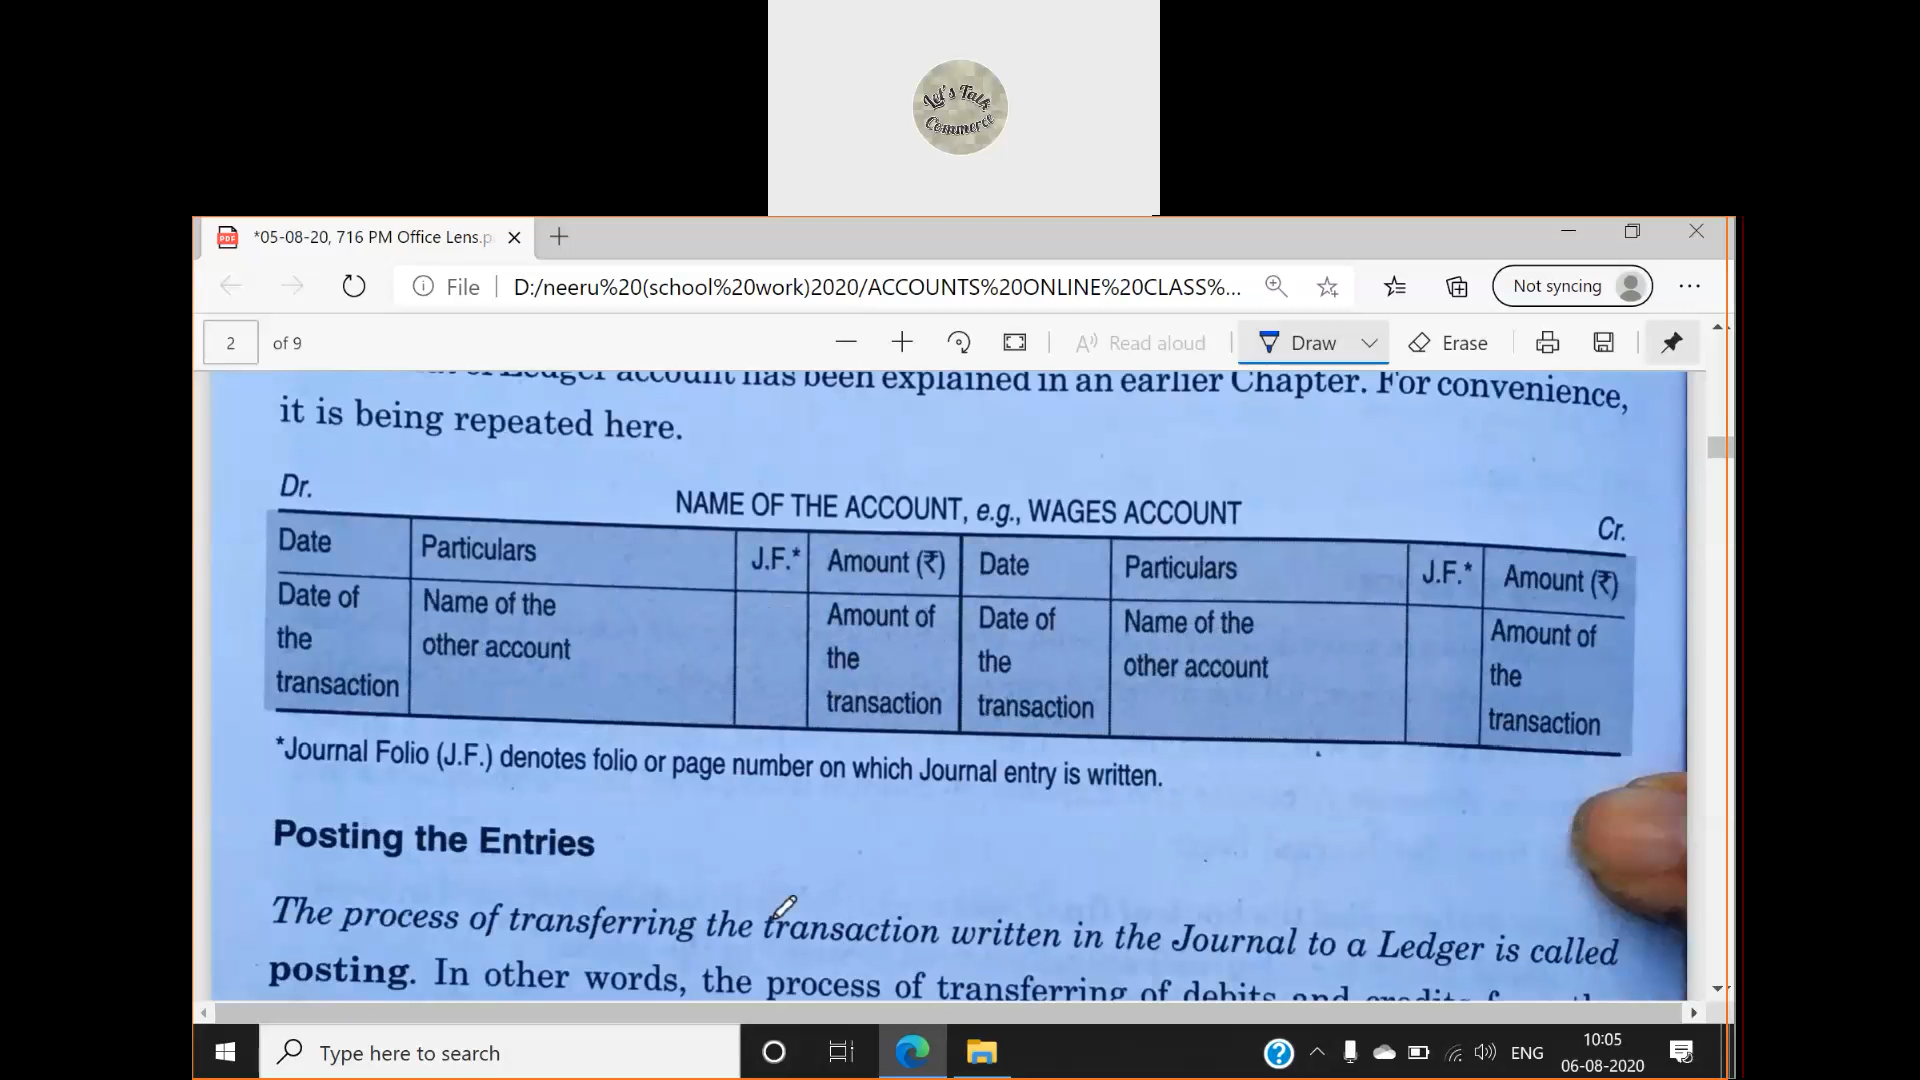 Let's Talk
Commerce
*05-08-20, 716 PM Office Lens.p
File
D:/neeru%20(school%20work)2020/ACCOUNTS%20ONLINE%20CLASS%...
Not syncing
2 of 9
Read aloud
Draw
Erase
of Ledger account has been explained in an earlier Chapter. For convenience,
it is being repeated here.
Dr.
NAME OF THE ACCOUNT, e.g., WAGES ACCOUNT
Cr.
Date Particulars J.F.* Amount (₹) Date Particulars J.F.* Amount (₹)
Date of Name of the Amount of Date of Name of the Amount of
the other account the the other account the
transaction transaction transaction transaction
*Journal Folio (J.F.) denotes folio or page number on which Journal entry is written.
Posting the Entries
The process of transferring the transaction written in the Journal to a Ledger is called
posting. In other words, the process of transferring of debits and credits
Type here to search
ENG
10:05
06-08-2020